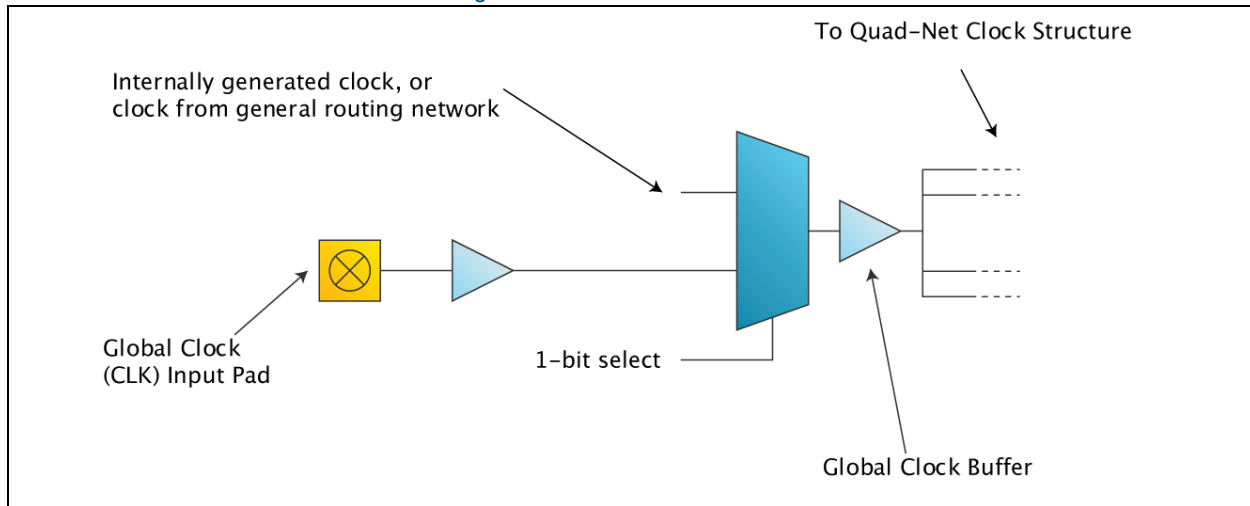 To Quad-Net Clock Structure
Internally generated clock, or
clock from general routing network
Global Clock
(CLK) Input Pad
1-bit select
Global Clock Buffer